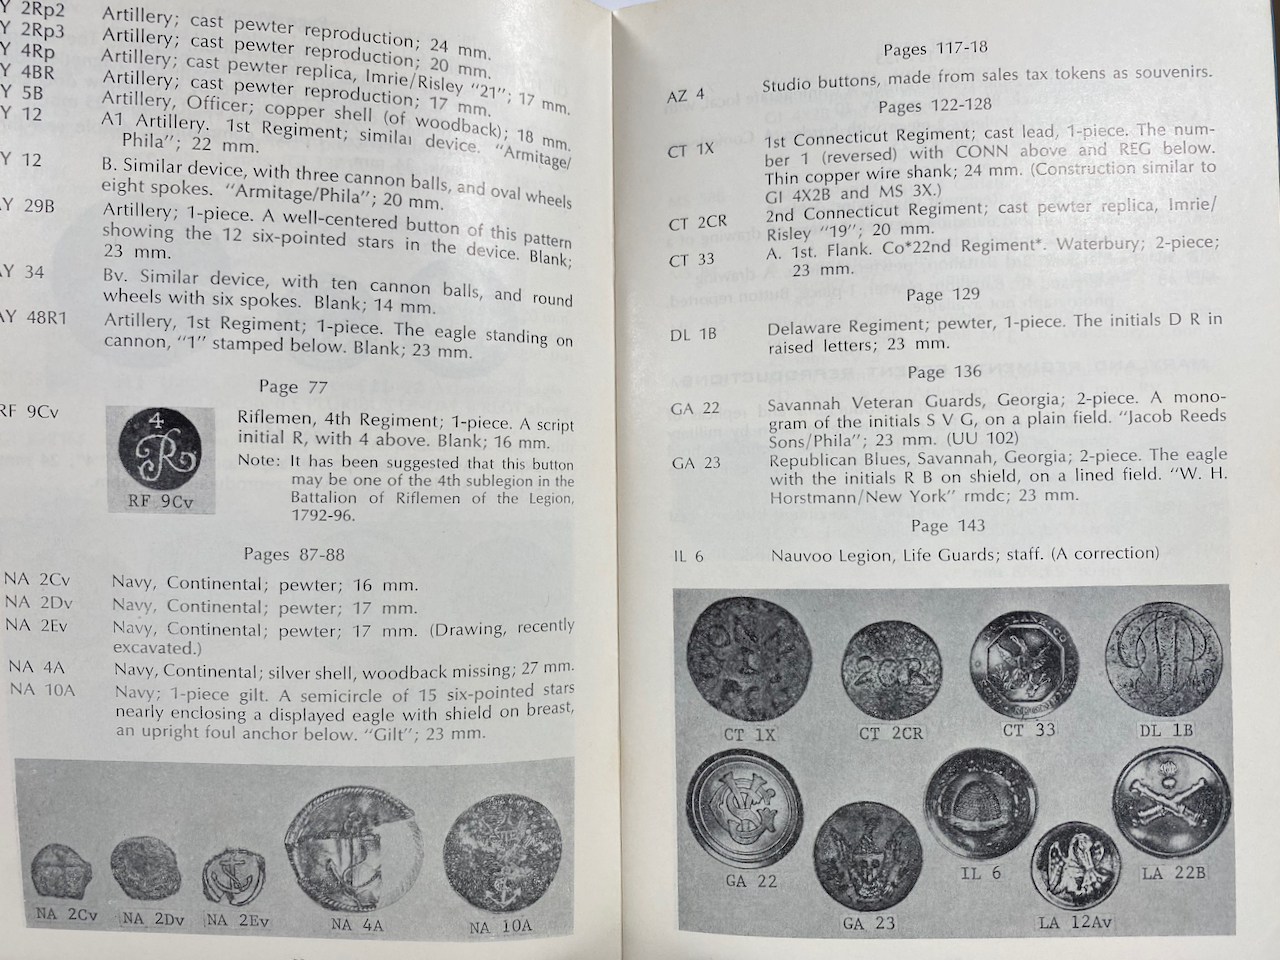 Y 2Rp2 Artillery; cast pewter reproduction; 24 mm.
Y 2Rp3 Artillery; cast pewter reproduction; 20 mm.
Y 4Rp Artillery; cast pewter replica, Imrie/Risley "21"; 17 mm.
Y 4BR Artillery; cast pewter reproduction; 17 mm.
Y 5B Artillery, Officer; copper shell (of woodback); 18 mm.
Y 12 A1 Artillery. 1st Regiment; similar device. "Armitage/
Phila"; 22 mm.
Y 12 B. Similar device, with three cannon balls, and oval wheels
eight spokes. "Armitage/Phila"; 20 mm.
AY 29B Artillery; 1-piece. A well-centered button of this pattern
showing the 12 six-pointed stars in the device. Blank;
23 mm.
AY 34 Bv. Similar device, with ten cannon balls, and round
wheels with six spokes. Blank; 14 mm.
AY 48R1 Artillery, 1st Regiment; 1-piece. The eagle standing on
cannon, "1" stamped below. Blank; 23 mm.
Page 77
RF 9Cv Riflemen, 4th Regiment; 1-piece. A script
initial R, with 4 above. Blank; 16 mm.
Note: It has been suggested that this button
may be one of the 4th sublegion in the
Battalion of Riflemen of the Legion,
1792-96.
4
R
RF 9Cv
Pages 87-88
NA 2Cv Navy, Continental; pewter; 16 mm.
NA 2Dv Navy, Continental; pewter; 17 mm.
NA 2Ev Navy, Continental; pewter; 17 mm. (Drawing, recently
excavated.)
NA 4A Navy, Continental; silver shell, woodback missing; 27 mm.
NA 10A Navy; 1-piece gilt. A semicircle of 15 six-pointed stars
nearly enclosing a displayed eagle with shield on breast,
an upright foul anchor below. "Gilt"; 23 mm.
NA 2Cv NA 2Dv NA 2Ev NA 4A NA 10A
Pages 117-18
AZ 4 Studio buttons, made from sales tax tokens as souvenirs.
Pages 122-128
CT 1X 1st Connecticut Regiment; cast lead, 1-piece. The num-
ber 1 (reversed) with CONN above and REG below.
Thin copper wire shank; 24 mm. (Construction similar to
GI 4X2B and MS 3X.)
CT 2CR 2nd Connecticut Regiment; cast pewter replica, Imrie/
Risley "19"; 20 mm.
CT 33 A. 1st. Flank. Co*22nd Regiment*. Waterbury; 2-piece;
23 mm.
Page 129
DL 1B Delaware Regiment; pewter, 1-piece. The initials D R in
raised letters; 23 mm.
Page 136
GA 22 Savannah Veteran Guards, Georgia; 2-piece. A mono-
gram of the initials S V G, on a plain field. "Jacob Reeds
Sons/Phila"; 23 mm. (UU 102)
GA 23 Republican Blues, Savannah, Georgia; 2-piece. The eagle
with the initials R B on shield, on a lined field. "W. H.
Horstmann/New York" rmdc; 23 mm.
Page 143
IL 6 Nauvoo Legion, Life Guards; staff. (A correction)
2CR
CT 1X CT 2CR CT 33 DL 1B
GA 22 GA 23 IL 6 LA 12Av LA 22B